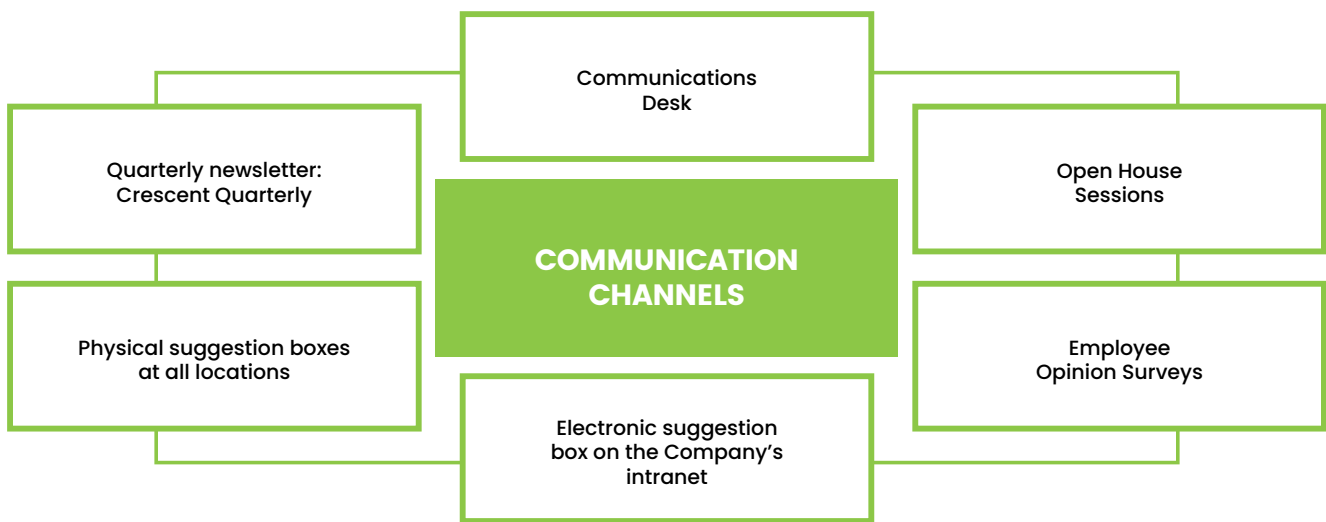 Communications
Desk
Quarterly newsletter:
Crescent Quarterly
Open House
Sessions
COMMUNICATION
CHANNELS
Physical suggestion boxes
at all locations
Employee
Opinion Surveys
Electronic suggestion
box on the Company’s
intranet